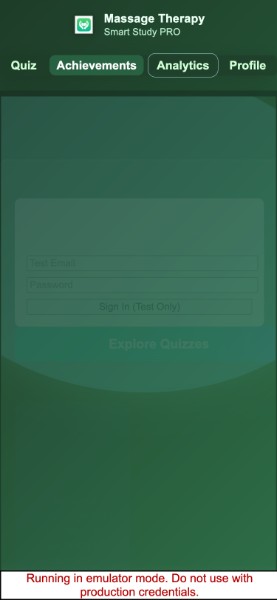 Massage Therapy
Smart Study PRO
Quiz Achievements Analytics Profile
Test Email
Password
Sign in (Test Only)
Explore Quizzes
Running in emulator mode. Do not use with
production credentials.